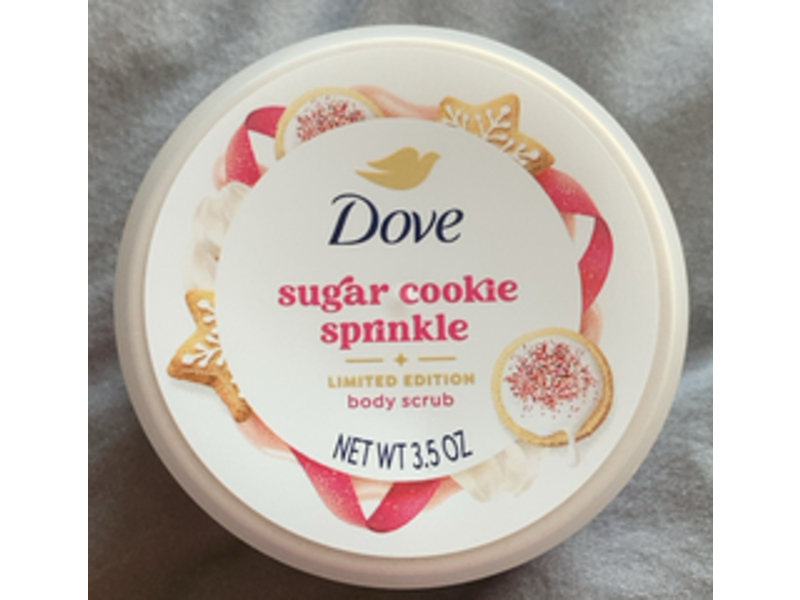 Dove
sugar cookie
sprinkle
LIMITED EDITION
body scrub
NET WT 3.5 OZ